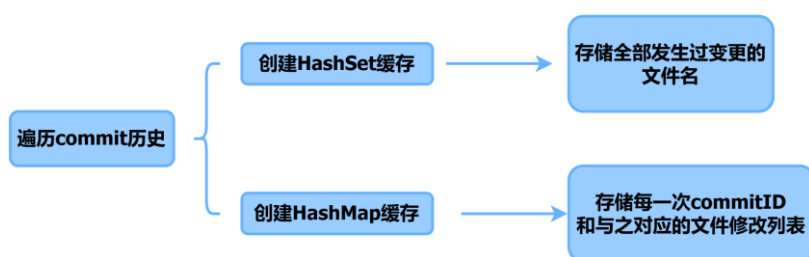 创建HashSet缓存
存储全部发生过变更的
文件名
遍历commit历史
创建HashMap缓存
存储每一次commitID
和与之对应的文件修改列表